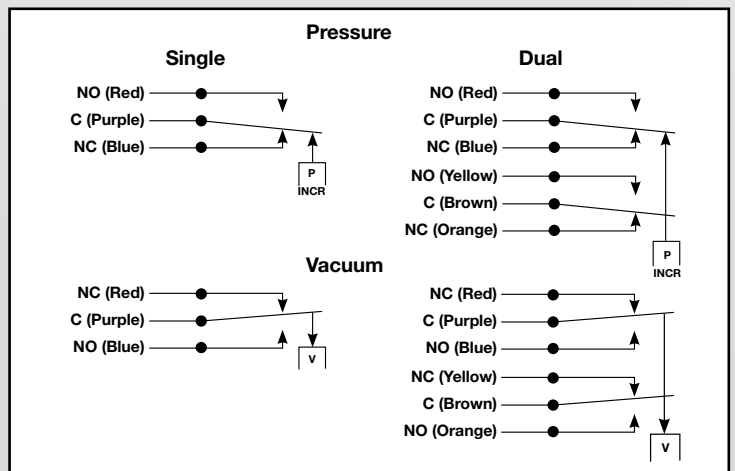 Pressure
Single
NO (Red)
C (Purple)
NC (Blue)
P
INCR
Dual
NO (Red)
C (Purple)
NC (Blue)
NO (Yellow)
C (Brown)
NC (Orange)
P
INCR
Vacuum
NC (Red)
C (Purple)
NO (Blue)
V
NC (Red)
C (Purple)
NO (Blue)
NC (Yellow)
C (Brown)
NO (Orange)
V